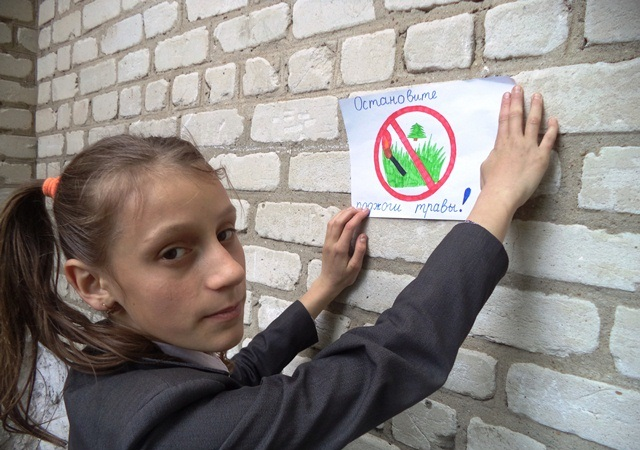 Остановите
поджоги травы!